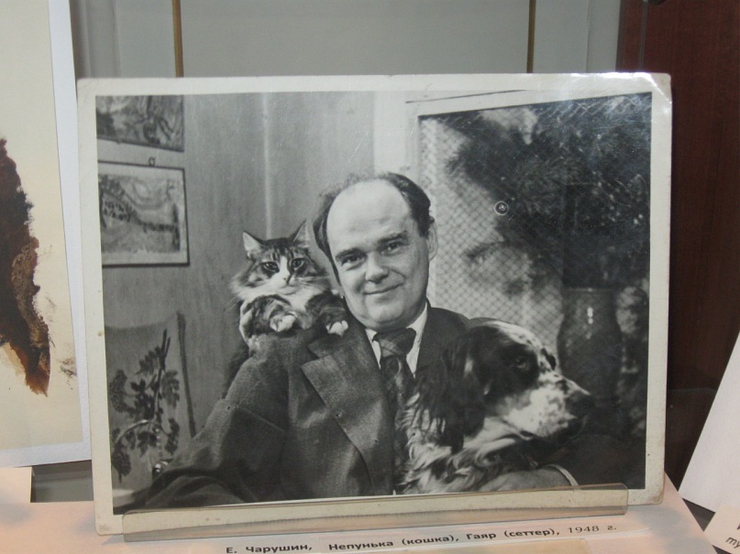 Е. Чарушин, Непунька (кошка), Гаяр (сеттер), 1948 г.